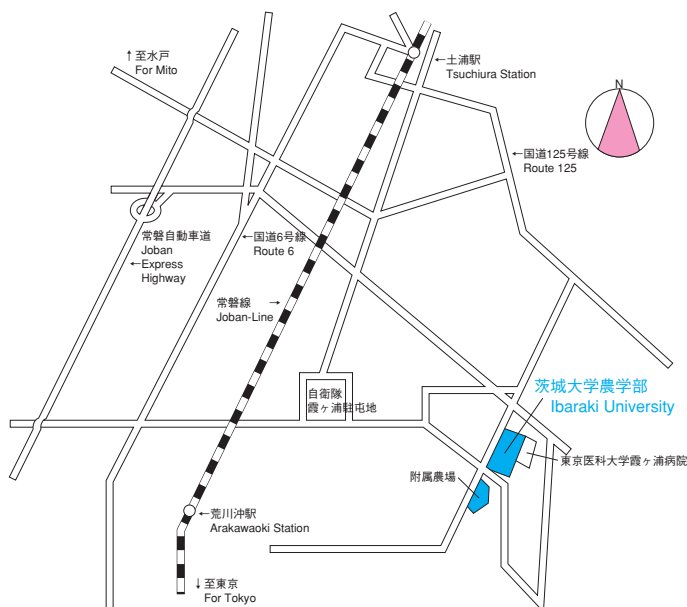 ↑至水戸
For Mito
←土浦駅
Tsuchiura Station
N
←国道125号線
Route 125
常磐自動車道
Joban
←Express
Highway
←国道6号線
Route 6
常磐線 →
Joban-Line
自衛隊
霞ヶ浦駐屯地
茨城大学農学部
Ibaraki University
東京医科大学霞ヶ浦病院
附属農場
←荒川沖駅
Arakawaoki Station
↓至東京
For Tokyo